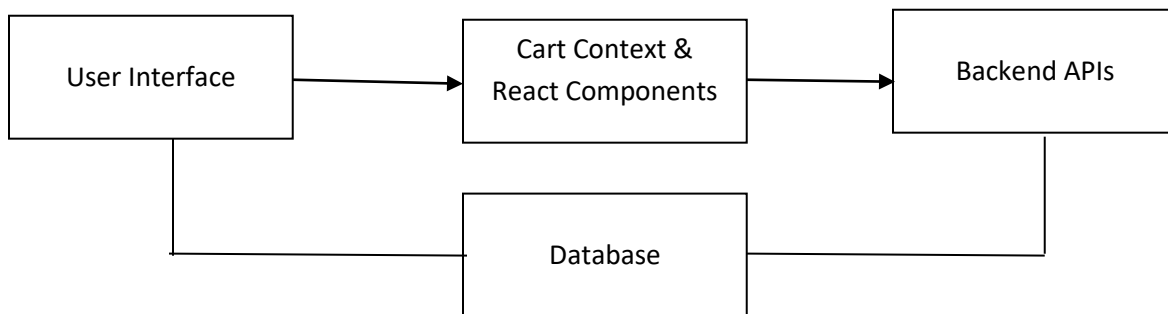 User Interface
Cart Context &
React Components
Backend APIs
Database